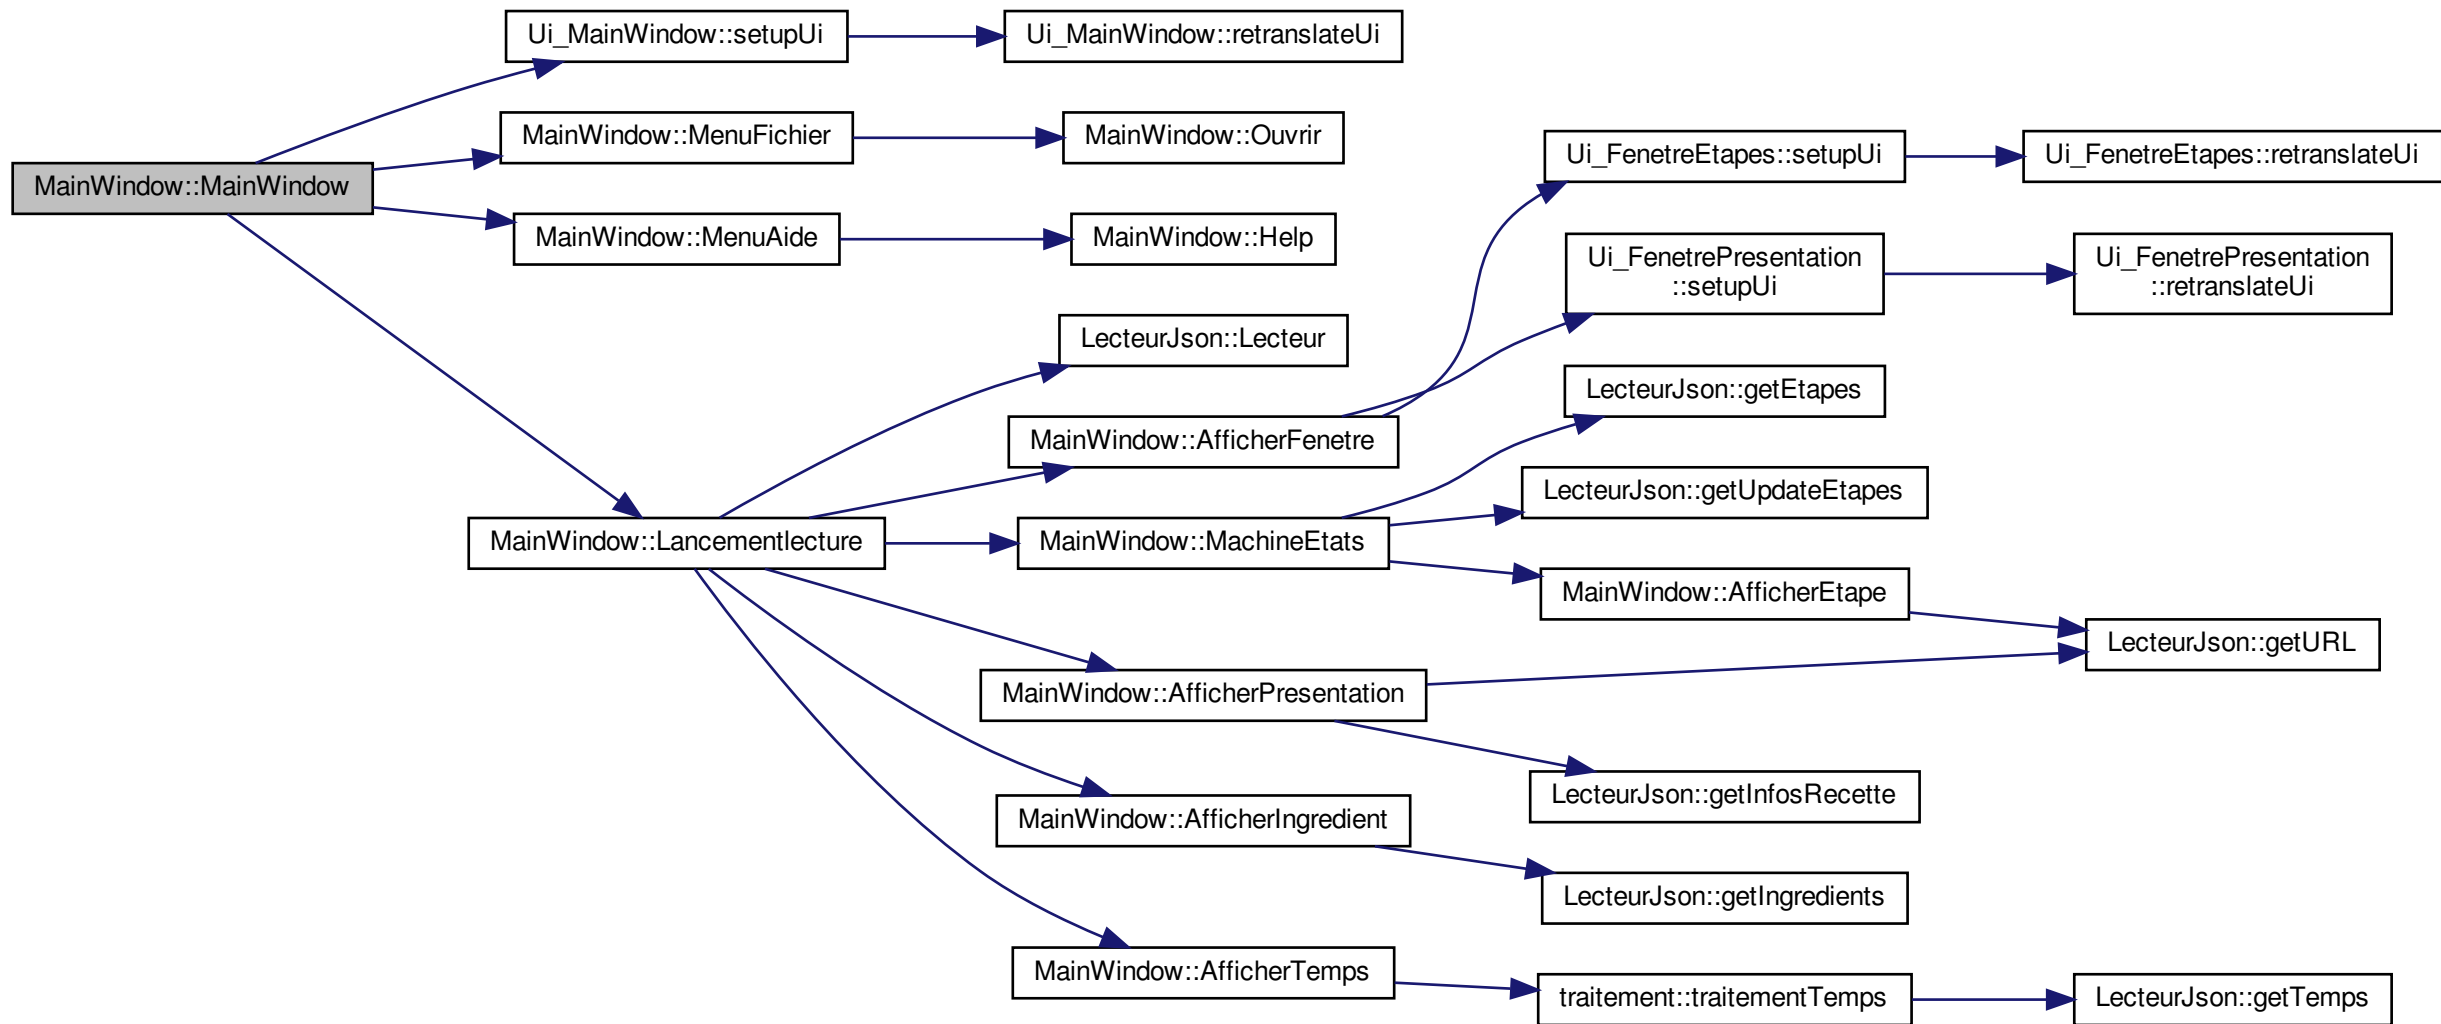 Ui_MainWindow::setupUi
Ui_MainWindow::retranslateUi
MainWindow::MenuFichier
MainWindow::Ouvrir
Ui_FenetreEtapes::setupUi
Ui_FenetreEtapes::retranslateUi
MainWindow::MainWindow
MainWindow::MenuAide
MainWindow::Help
Ui_FenetrePresentation
::setupUi
Ui_FenetrePresentation
::retranslateUi
LecteurJson::Lecteur
LecteurJson::getEtapes
MainWindow::AfficherFenetre
LecteurJson::getUpdateEtapes
MainWindow::Lancementlecture
MainWindow::MachineEtats
MainWindow::AfficherEtape
LecteurJson::getURL
MainWindow::AfficherPresentation
LecteurJson::getInfosRecette
MainWindow::AfficherIngredient
LecteurJson::getIngredients
MainWindow::AfficherTemps
traitement::traitementTemps
LecteurJson::getTemps